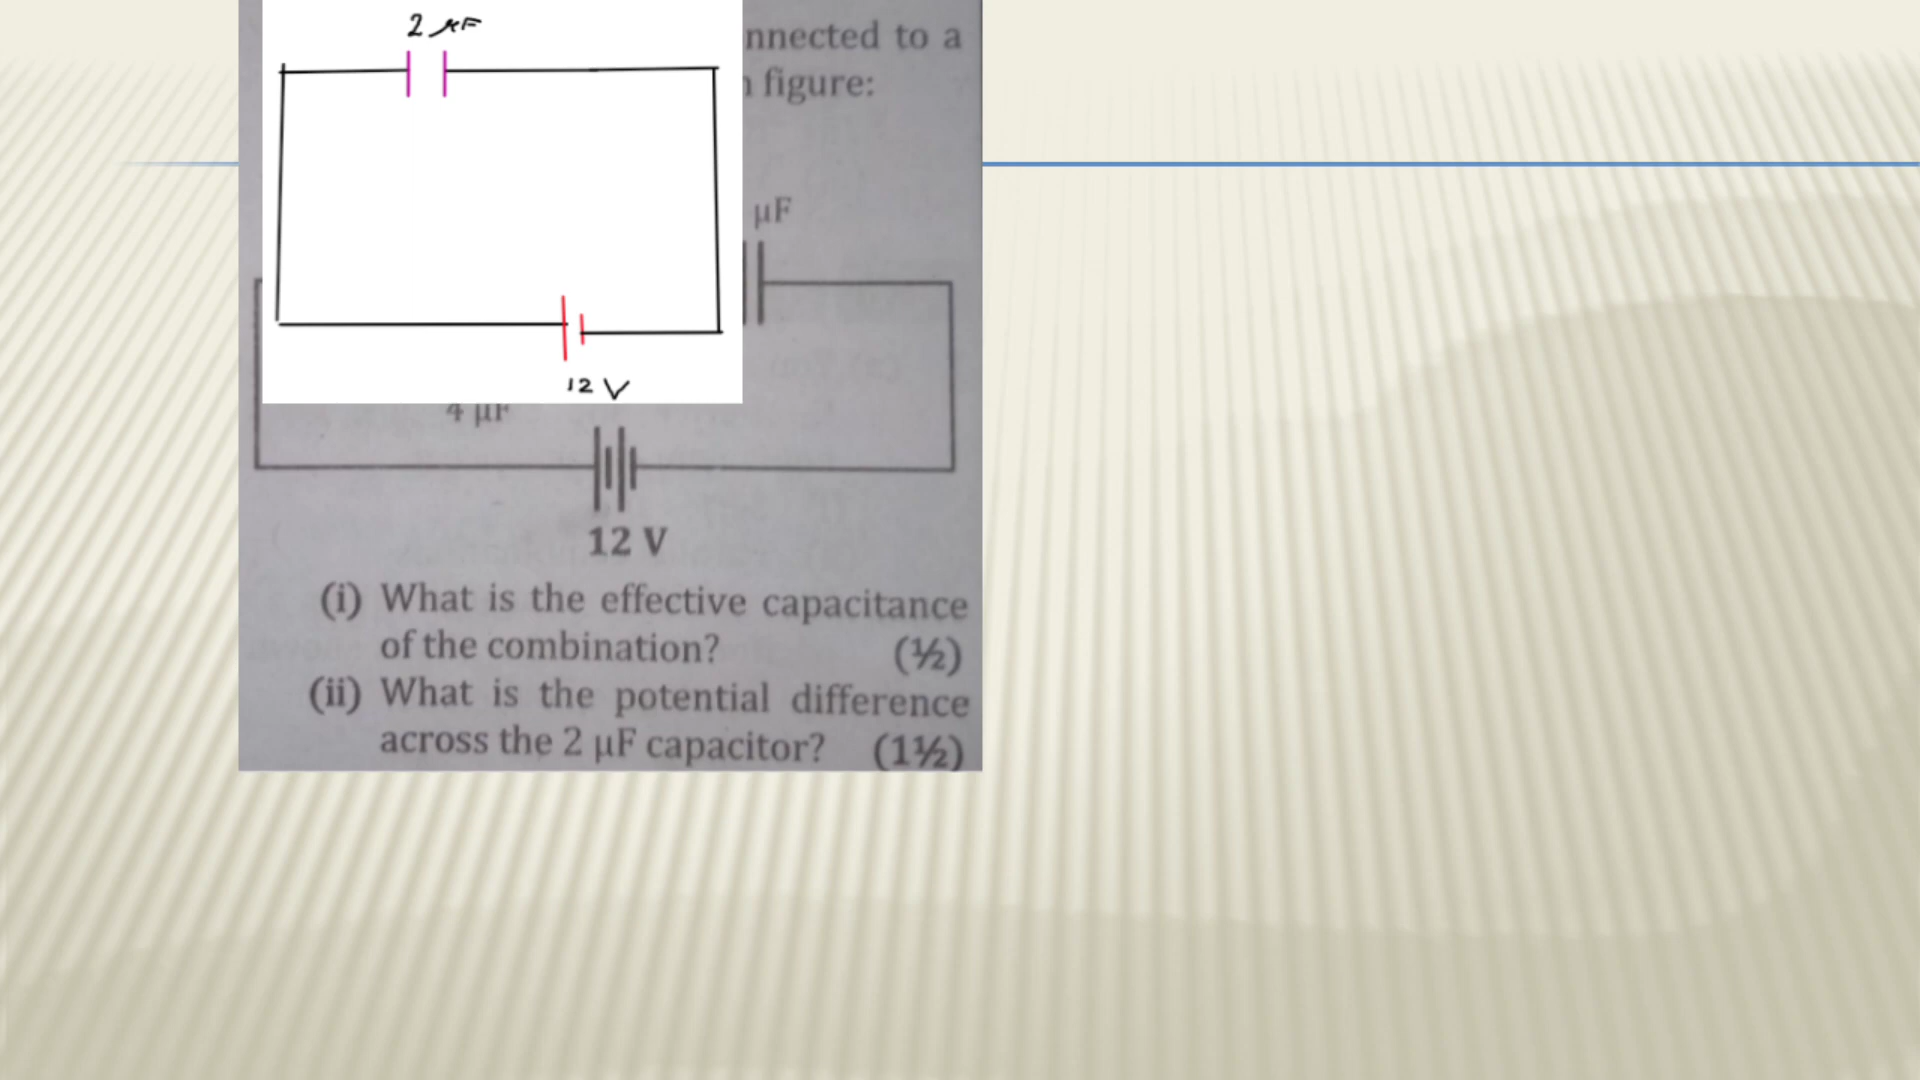 2 μF
nnected to a
figure:
μF
12 V
4 μF
12 V
(i) What is the effective capacitance
of the combination? (½)
(ii) What is the potential difference
across the 2 μF capacitor? (1½)